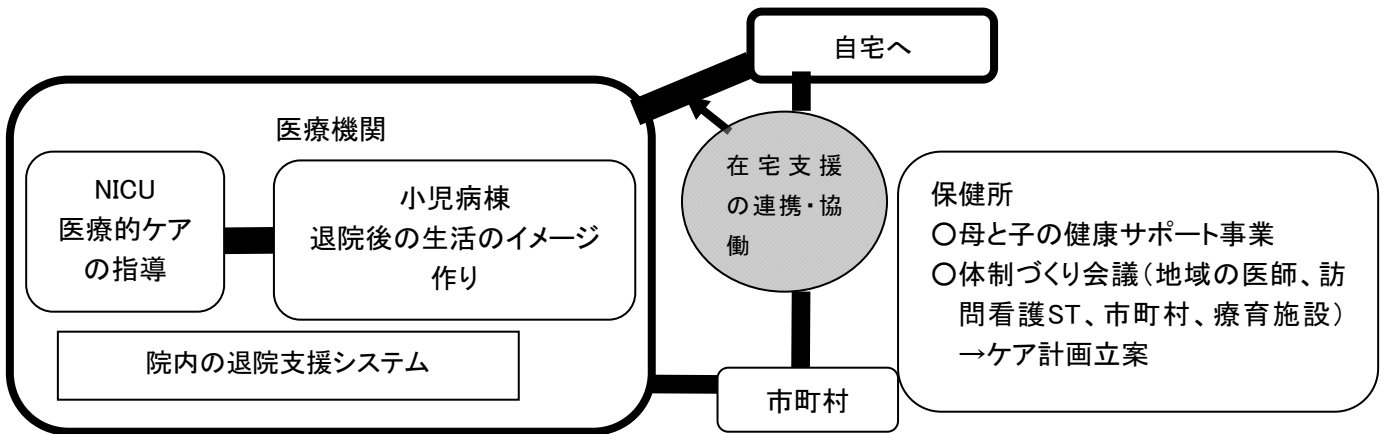 自宅へ
医療機関
NICU
医療的ケア
の指導
小児病棟
退院後の生活のイメージ
作り
院内の退院支援システム
在宅支援
の連携・協
働
市町村
保健所
○母と子の健康サポート事業
○体制づくり会議(地域の医師、訪
問看護ST、市町村、療育施設)
→ケア計画立案